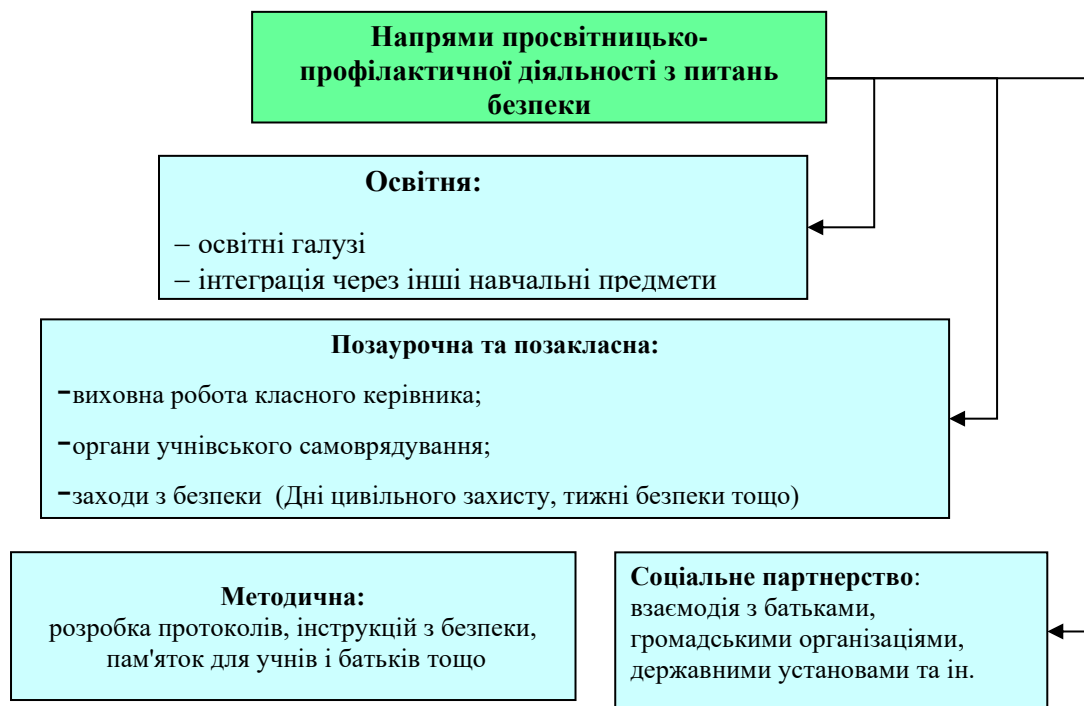 Напрями просвітницько-
профілактичної діяльності з питань
безпеки
Освітня:
– освітні галузі
– інтеграція через інші навчальні предмети
Позаурочна та позакласна:
-виховна робота класного керівника;
-органи учнівського самоврядування;
-заходи з безпеки (Дні цивільного захисту, тижні безпеки тощо)
Методична:
розробка протоколів, інструкцій з безпеки,
пам'яток для учнів і батьків тощо
Соціальне партнерство:
взаємодія з батьками,
громадськими організаціями,
державними установами та ін.